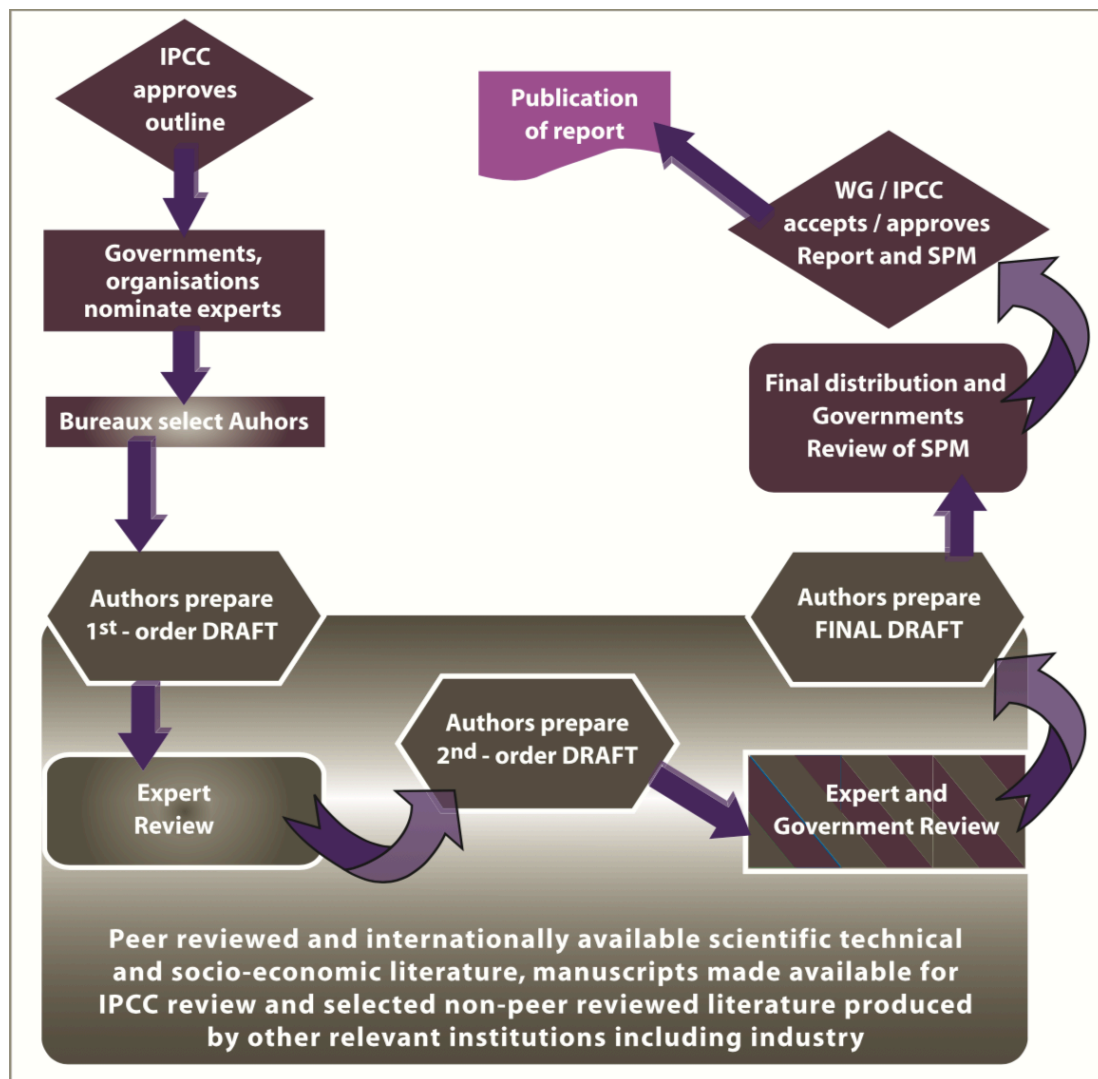 IPCC
approves
outline
Governments,
organisations
nominate experts
Bureaux select Auhors
Authors prepare
1st - order DRAFT
Expert
Review
Authors prepare
2nd - order DRAFT
Expert and
Government Review
Authors prepare
FINAL DRAFT
Final distribution and
Governments
Review of SPM
WG / IPCC
accepts / approves
Report and SPM
Publication
of report
Peer reviewed and internationally available scientific technical
and socio-economic literature, manuscripts made available for
IPCC review and selected non-peer reviewed literature produced
by other relevant institutions including industry